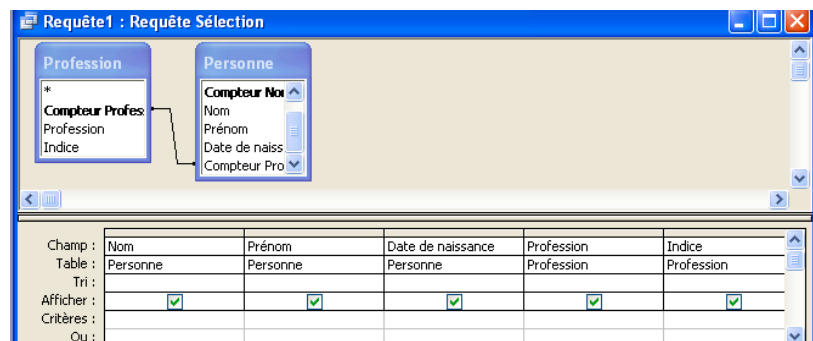 Requête1 : Requête Sélection
Profession
*
Compteur Profes
Profession
Indice
Personne
Compteur No
Nom
Prénom
Date de naiss
Compteur Pro
Champ : Nom Prénom Date de naissance Profession Indice
Table : Personne Personne Personne Profession Profession
Tri :
Afficher :
Critères :
Ou :